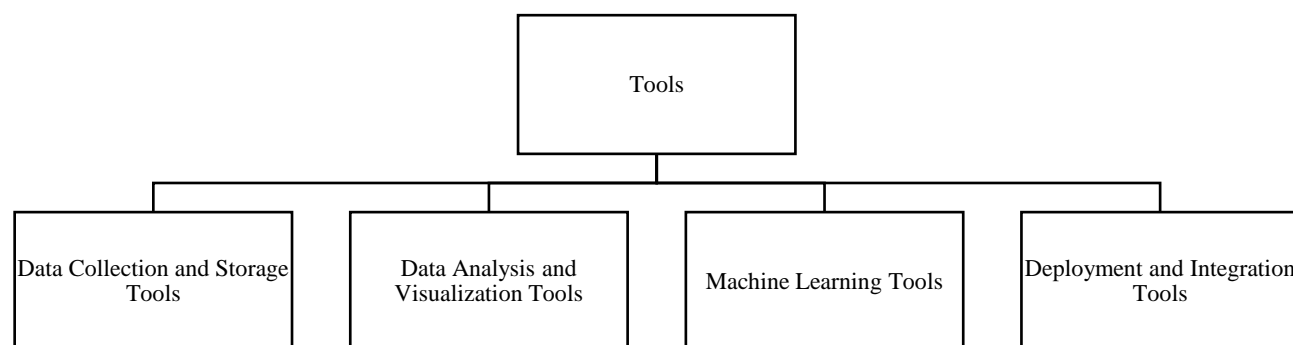 Tools
Data Collection and Storage
Tools
Data Analysis and
Visualization Tools
Machine Learning Tools
Deployment and Integration
Tools